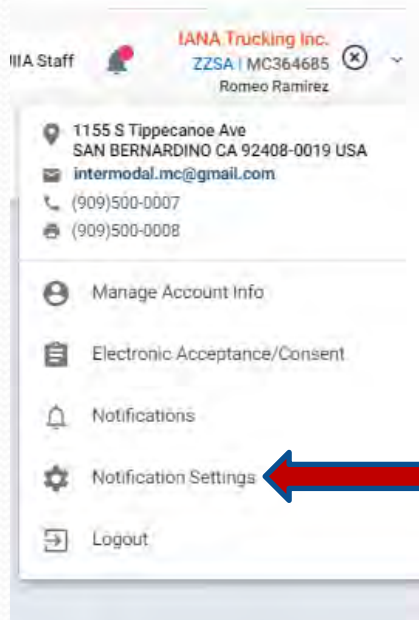 IANA Trucking Inc.
IIA Staff
ZZSA | MC364685
Romeo Ramirez
1155 S Tippecanoe Ave
SAN BERNARDINO CA 92408-0019 USA
intermodal.mc@gmail.com
(909)500-0007
(909)500-0008
Manage Account Info
Electronic Acceptance/Consent
Notifications
Notification Settings
Logout